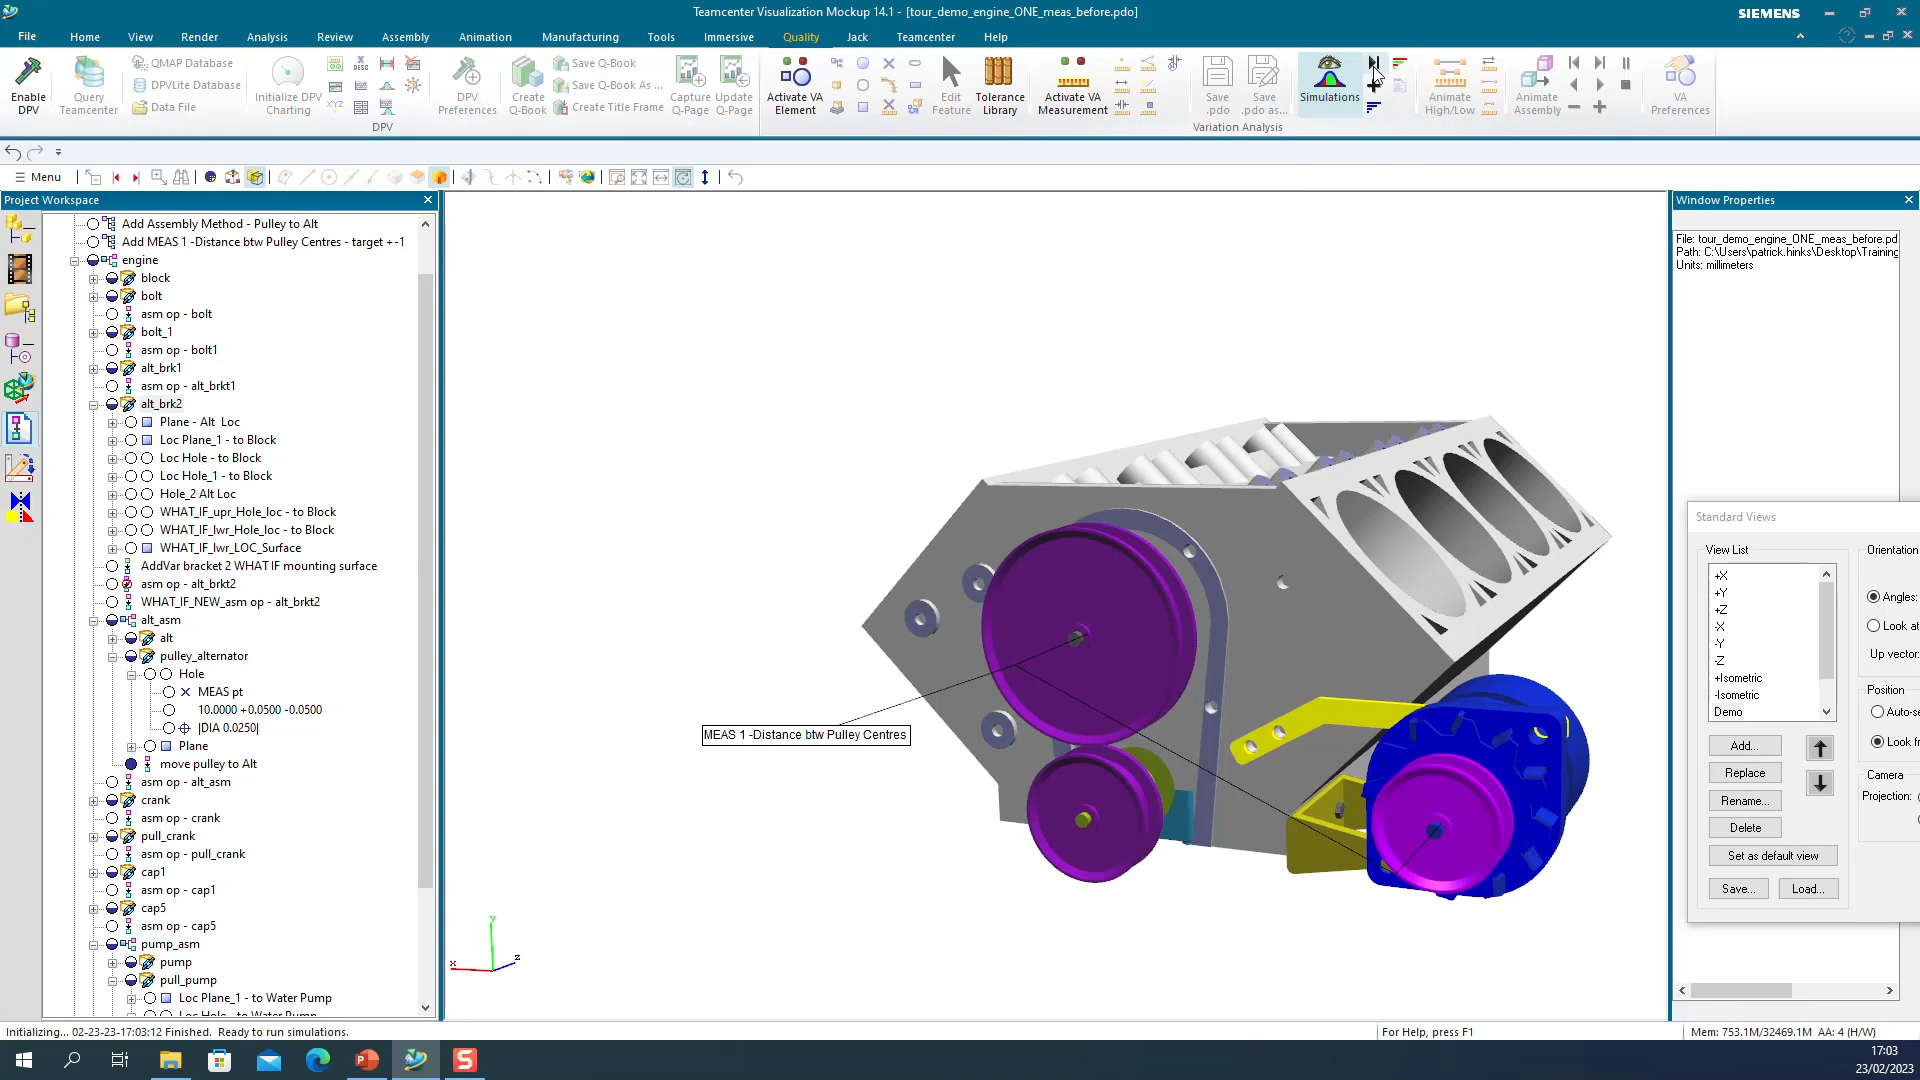 Teamcenter Visualization Mockup 14.1 - [tour_demo_engine_ONE_meas_before.pdo]
SIEMENS
File Home View Render Analysis Review Assembly Animation Manufacturing Tools Immersive Quality Jack Teamcenter Help
Enable DPV
Query Teamcenter
QMAP Database
DPVLite Database
Data File
Initialize DPV Charting
DESC
XYZ
DPV Preferences
Create Q-Book
Save Q-Book
Save Q-Book As ...
Create Title Frame
Capture Q-Page
Update Q-Page
DPV
Activate VA Element
Edit Feature
Tolerance Library
Activate VA Measurement
Save .pdo
Save .pdo as...
Simulations
Animate High/Low
Animate Assembly
VA Preferences
Variation Analysis
Menu
Project Workspace
Add Assembly Method - Pulley to Alt
Add MEAS 1 -Distance btw Pulley Centres - target +-1
engine
block
bolt
asm op - bolt
bolt_1
asm op - bolt1
alt_brk1
asm op - alt_brkt1
alt_brk2
Plane - Alt Loc
Loc Plane_1 - to Block
Loc Hole - to Block
Loc Hole_1 - to Block
Hole_2 Alt Loc
WHAT_IF_upr_Hole_loc - to Block
WHAT_IF_lwr_Hole_loc - to Block
WHAT_IF_lwr_LOC_Surface
AddVar bracket 2 WHAT IF mounting surface
asm op - alt_brkt2
WHAT_IF_NEW_asm op - alt_brkt2
alt_asm
alt
pulley_alternator
Hole
MEAS pt
10.0000 +0.0500 -0.0500
|DIA 0.0250|
Plane
move pulley to Alt
asm op - alt_asm
crank
asm op - crank
pull_crank
asm op - pull_crank
cap1
asm op - cap1
cap5
asm op - cap5
pump_asm
pump
pull_pump
Loc Plane_1 - to Water Pump
Loc Hole - to Water Pump
MEAS 1 -Distance btw Pulley Centres
y
x
z
Window Properties
File: tour_demo_engine_ONE_meas_before.pd
Path: C:\Users\patrick.hinks\Desktop\Training
Units: millimeters
Standard Views
View List
+X
+Y
+Z
-X
-Y
-Z
+Isometric
-Isometric
Demo
Add...
Replace
Rename...
Delete
Set as default view
Save...
Load...
Orientation
Angles:
Look at
Up vector:
Position
Auto-se
Look fr
Camera
Projection:
Initializing... 02-23-23-17:03:12 Finished. Ready to run simulations.
For Help, press F1
Mem: 753.1M/32469.1M AA: 4 (H/W)
P
S
17:03
23/02/2023